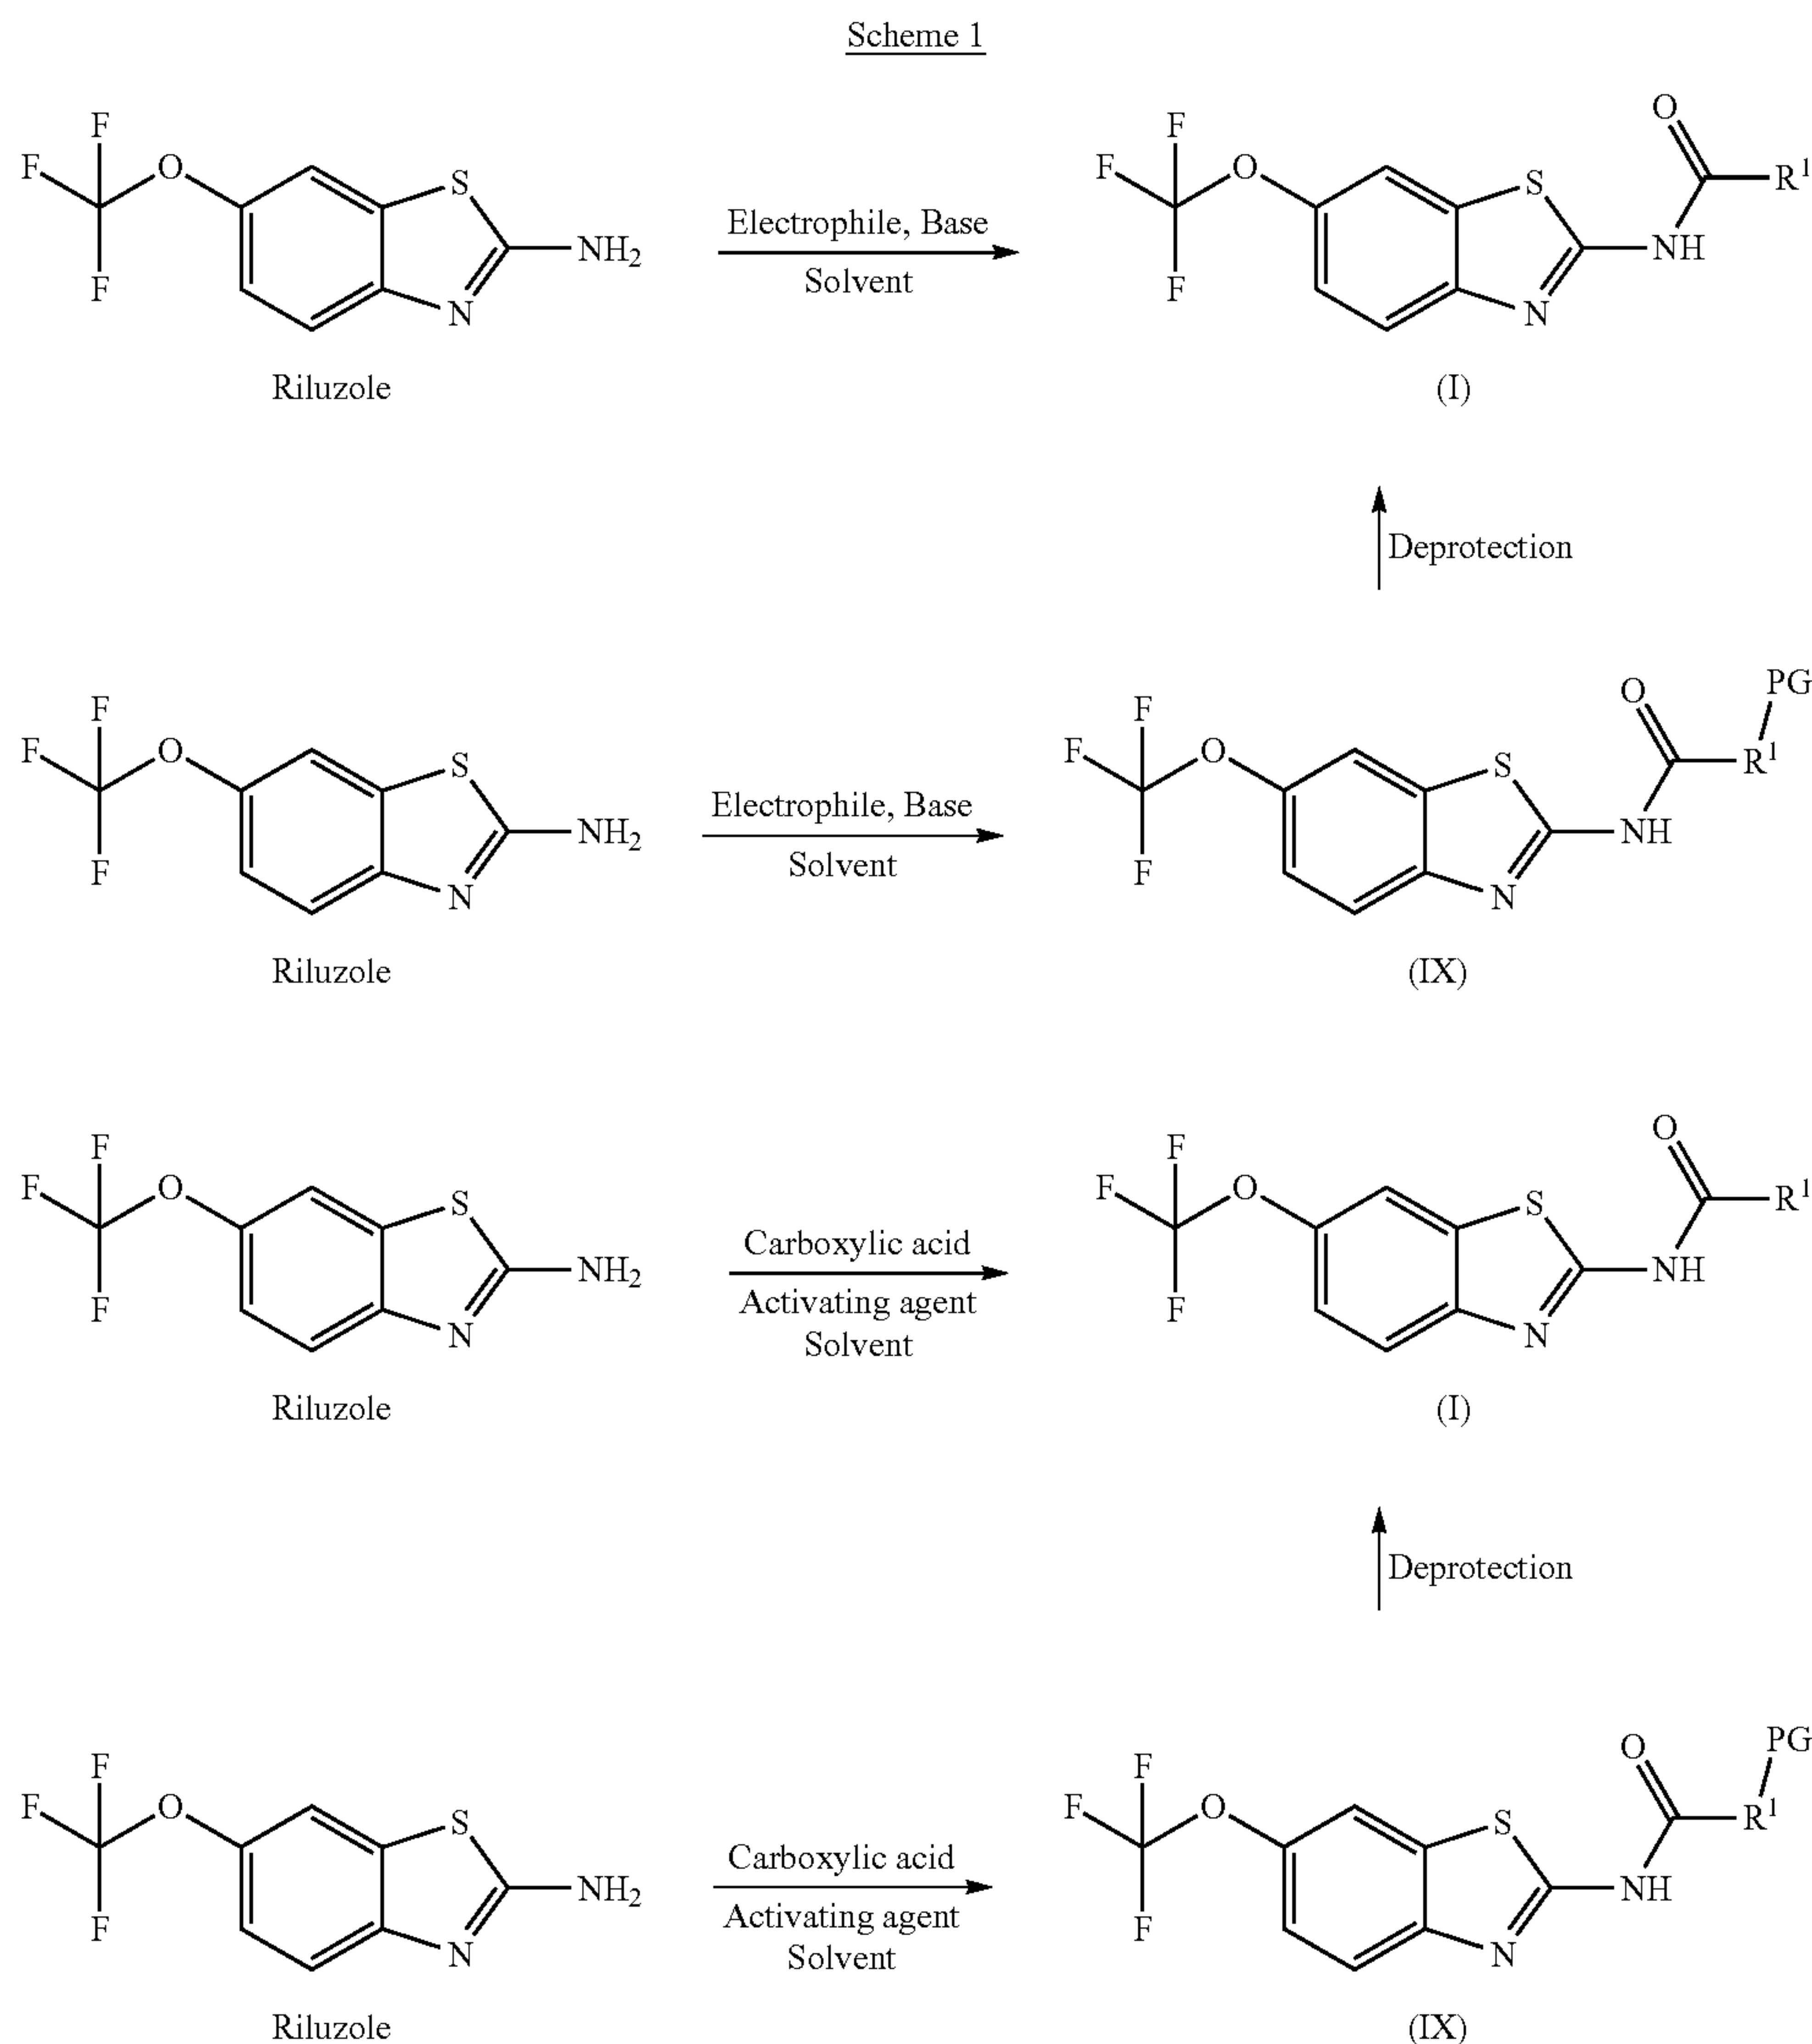 Scheme 1
F
F
O
S
NH2
N
F
Riluzole
Electrophile, Base
Solvent
F
F
O
S
O
R1
NH
N
F
(I)
Deprotection
F
F
O
S
NH2
N
F
Riluzole
Electrophile, Base
Solvent
F
F
O
S
O
PG
R1
NH
N
F
(IX)
F
F
O
S
NH2
N
F
Riluzole
Carboxylic acid
Activating agent
Solvent
F
F
O
S
O
R1
NH
N
F
(I)
Deprotection
F
F
O
S
NH2
N
F
Riluzole
Carboxylic acid
Activating agent
Solvent
F
F
O
S
O
PG
R1
NH
N
F
(IX)